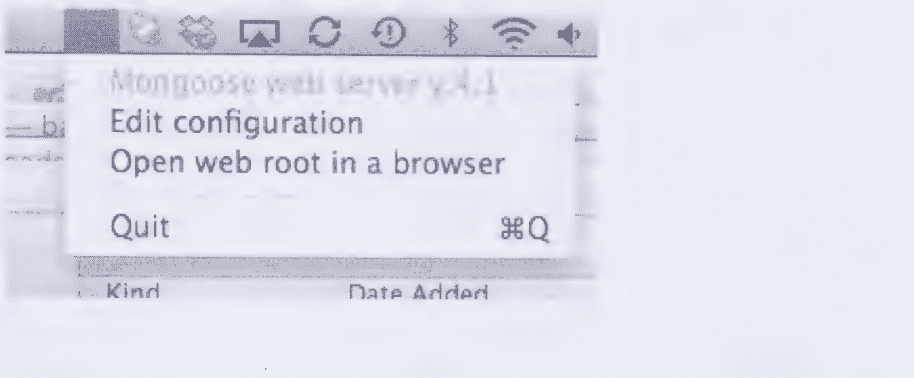 Mongoose web server v.4.1
Edit configuration
Open web root in a browser
Quit ⌘Q
Kind Date Added